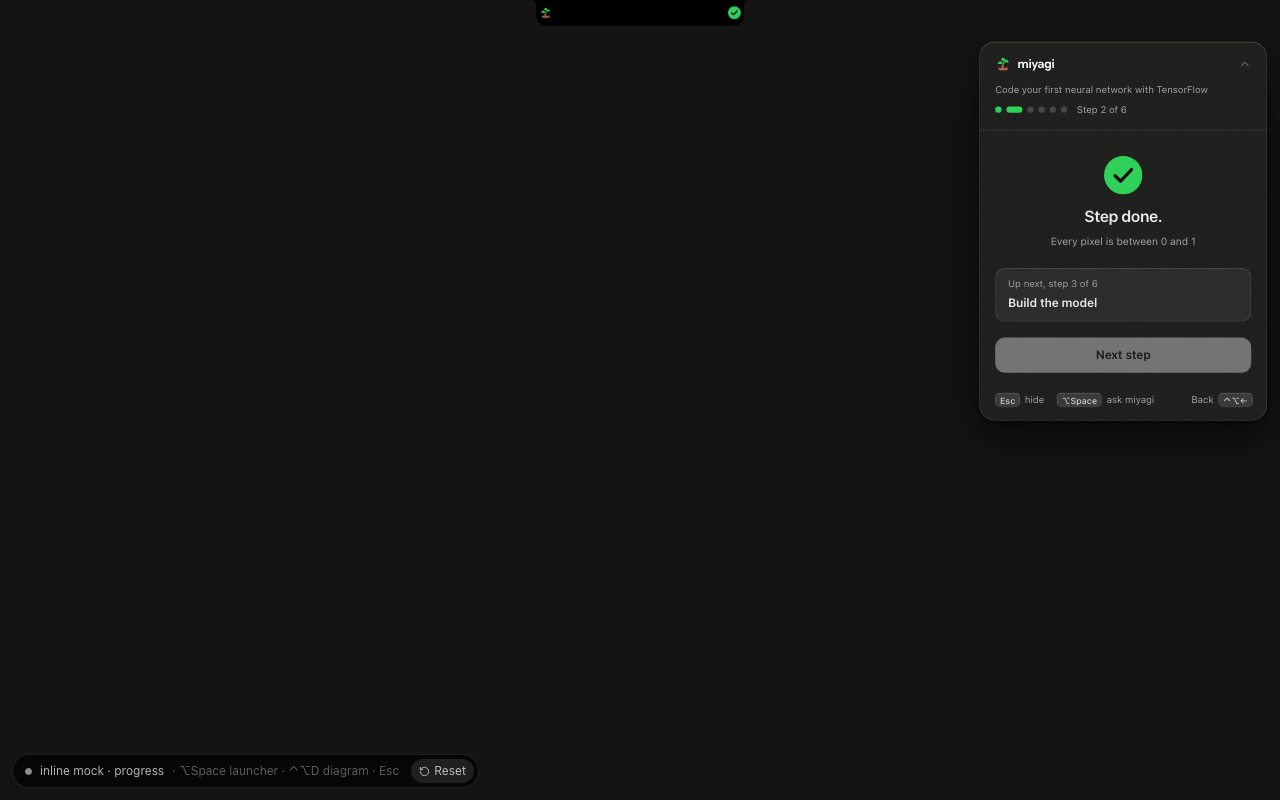 miyagi
Code your first neural network with TensorFlow
Step 2 of 6
Step done.
Every pixel is between 0 and 1
Up next, step 3 of 6
Build the model
Next step
Esc hide ⌥Space ask miyagi Back ^⌥←
inline mock · progress · ⌥Space launcher · ^⌥D diagram · Esc Reset